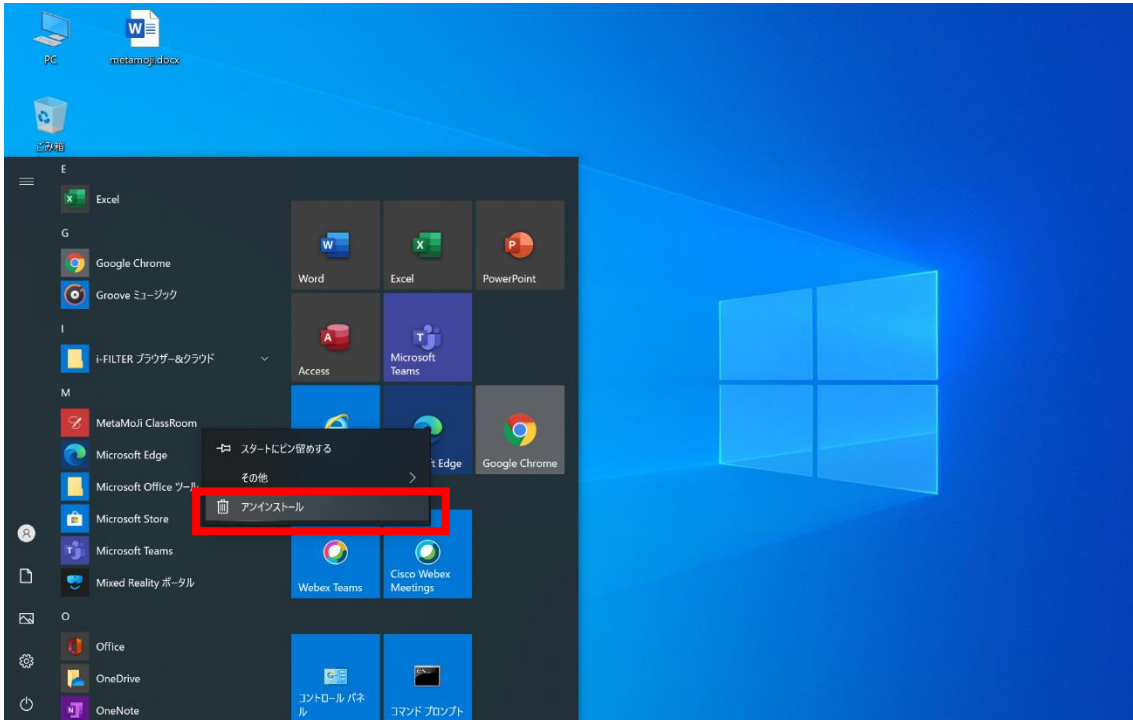 PC
metamoji.docx
ごみ箱
E
Excel
G
Google Chrome
Groove ミュージック
I
i-FILTER ブラウザー&クラウド
M
MetaMoJi ClassRoom
Microsoft Edge
Microsoft Office ツール
Microsoft Store
Microsoft Teams
Mixed Reality ポータル
O
Office
OneDrive
OneNote
スタートにピン留めする
その他
アンインストール
Word
Excel
PowerPoint
Access
Microsoft
Teams
t Edge
Google Chrome
Webex Teams
Cisco Webex
Meetings
コントロール パネ
ル
コマンド プロンプト